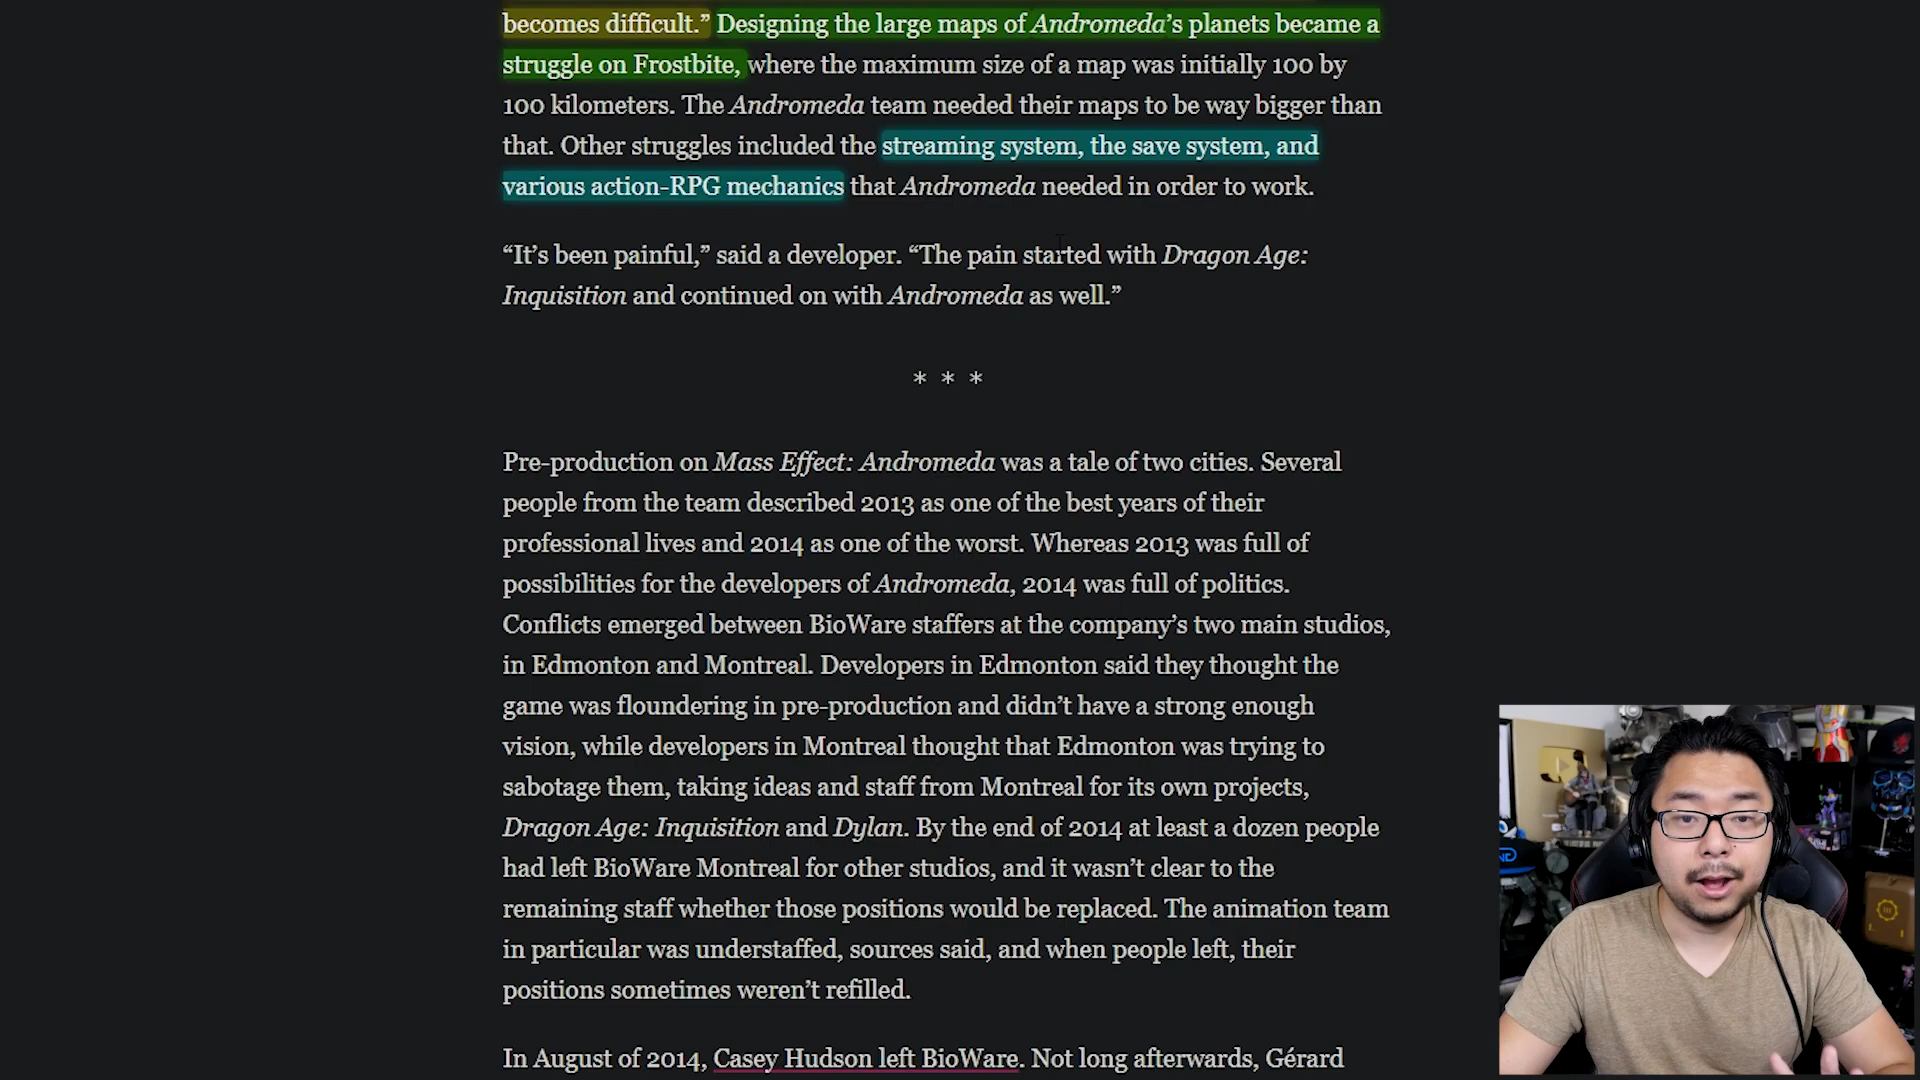 becomes difficult.” Designing the large maps of Andromeda’s planets became a
struggle on Frostbite, where the maximum size of a map was initially 100 by
100 kilometers. The Andromeda team needed their maps to be way bigger than
that. Other struggles included the streaming system, the save system, and
various action-RPG mechanics that Andromeda needed in order to work.
“It’s been painful,” said a developer. “The pain started with Dragon Age:
Inquisition and continued on with Andromeda as well.”
* * *
Pre-production on Mass Effect: Andromeda was a tale of two cities. Several
people from the team described 2013 as one of the best years of their
professional lives and 2014 as one of the worst. Whereas 2013 was full of
possibilities for the developers of Andromeda, 2014 was full of politics.
Conflicts emerged between BioWare staffers at the company’s two main studios,
in Edmonton and Montreal. Developers in Edmonton said they thought the
game was floundering in pre-production and didn’t have a strong enough
vision, while developers in Montreal thought that Edmonton was trying to
sabotage them, taking ideas and staff from Montreal for its own projects,
Dragon Age: Inquisition and Dylan. By the end of 2014 at least a dozen people
had left BioWare Montreal for other studios, and it wasn’t clear to the
remaining staff whether those positions would be replaced. The animation team
in particular was understaffed, sources said, and when people left, their
positions sometimes weren’t refilled.
In August of 2014, Casey Hudson left BioWare. Not long afterwards, Gérard